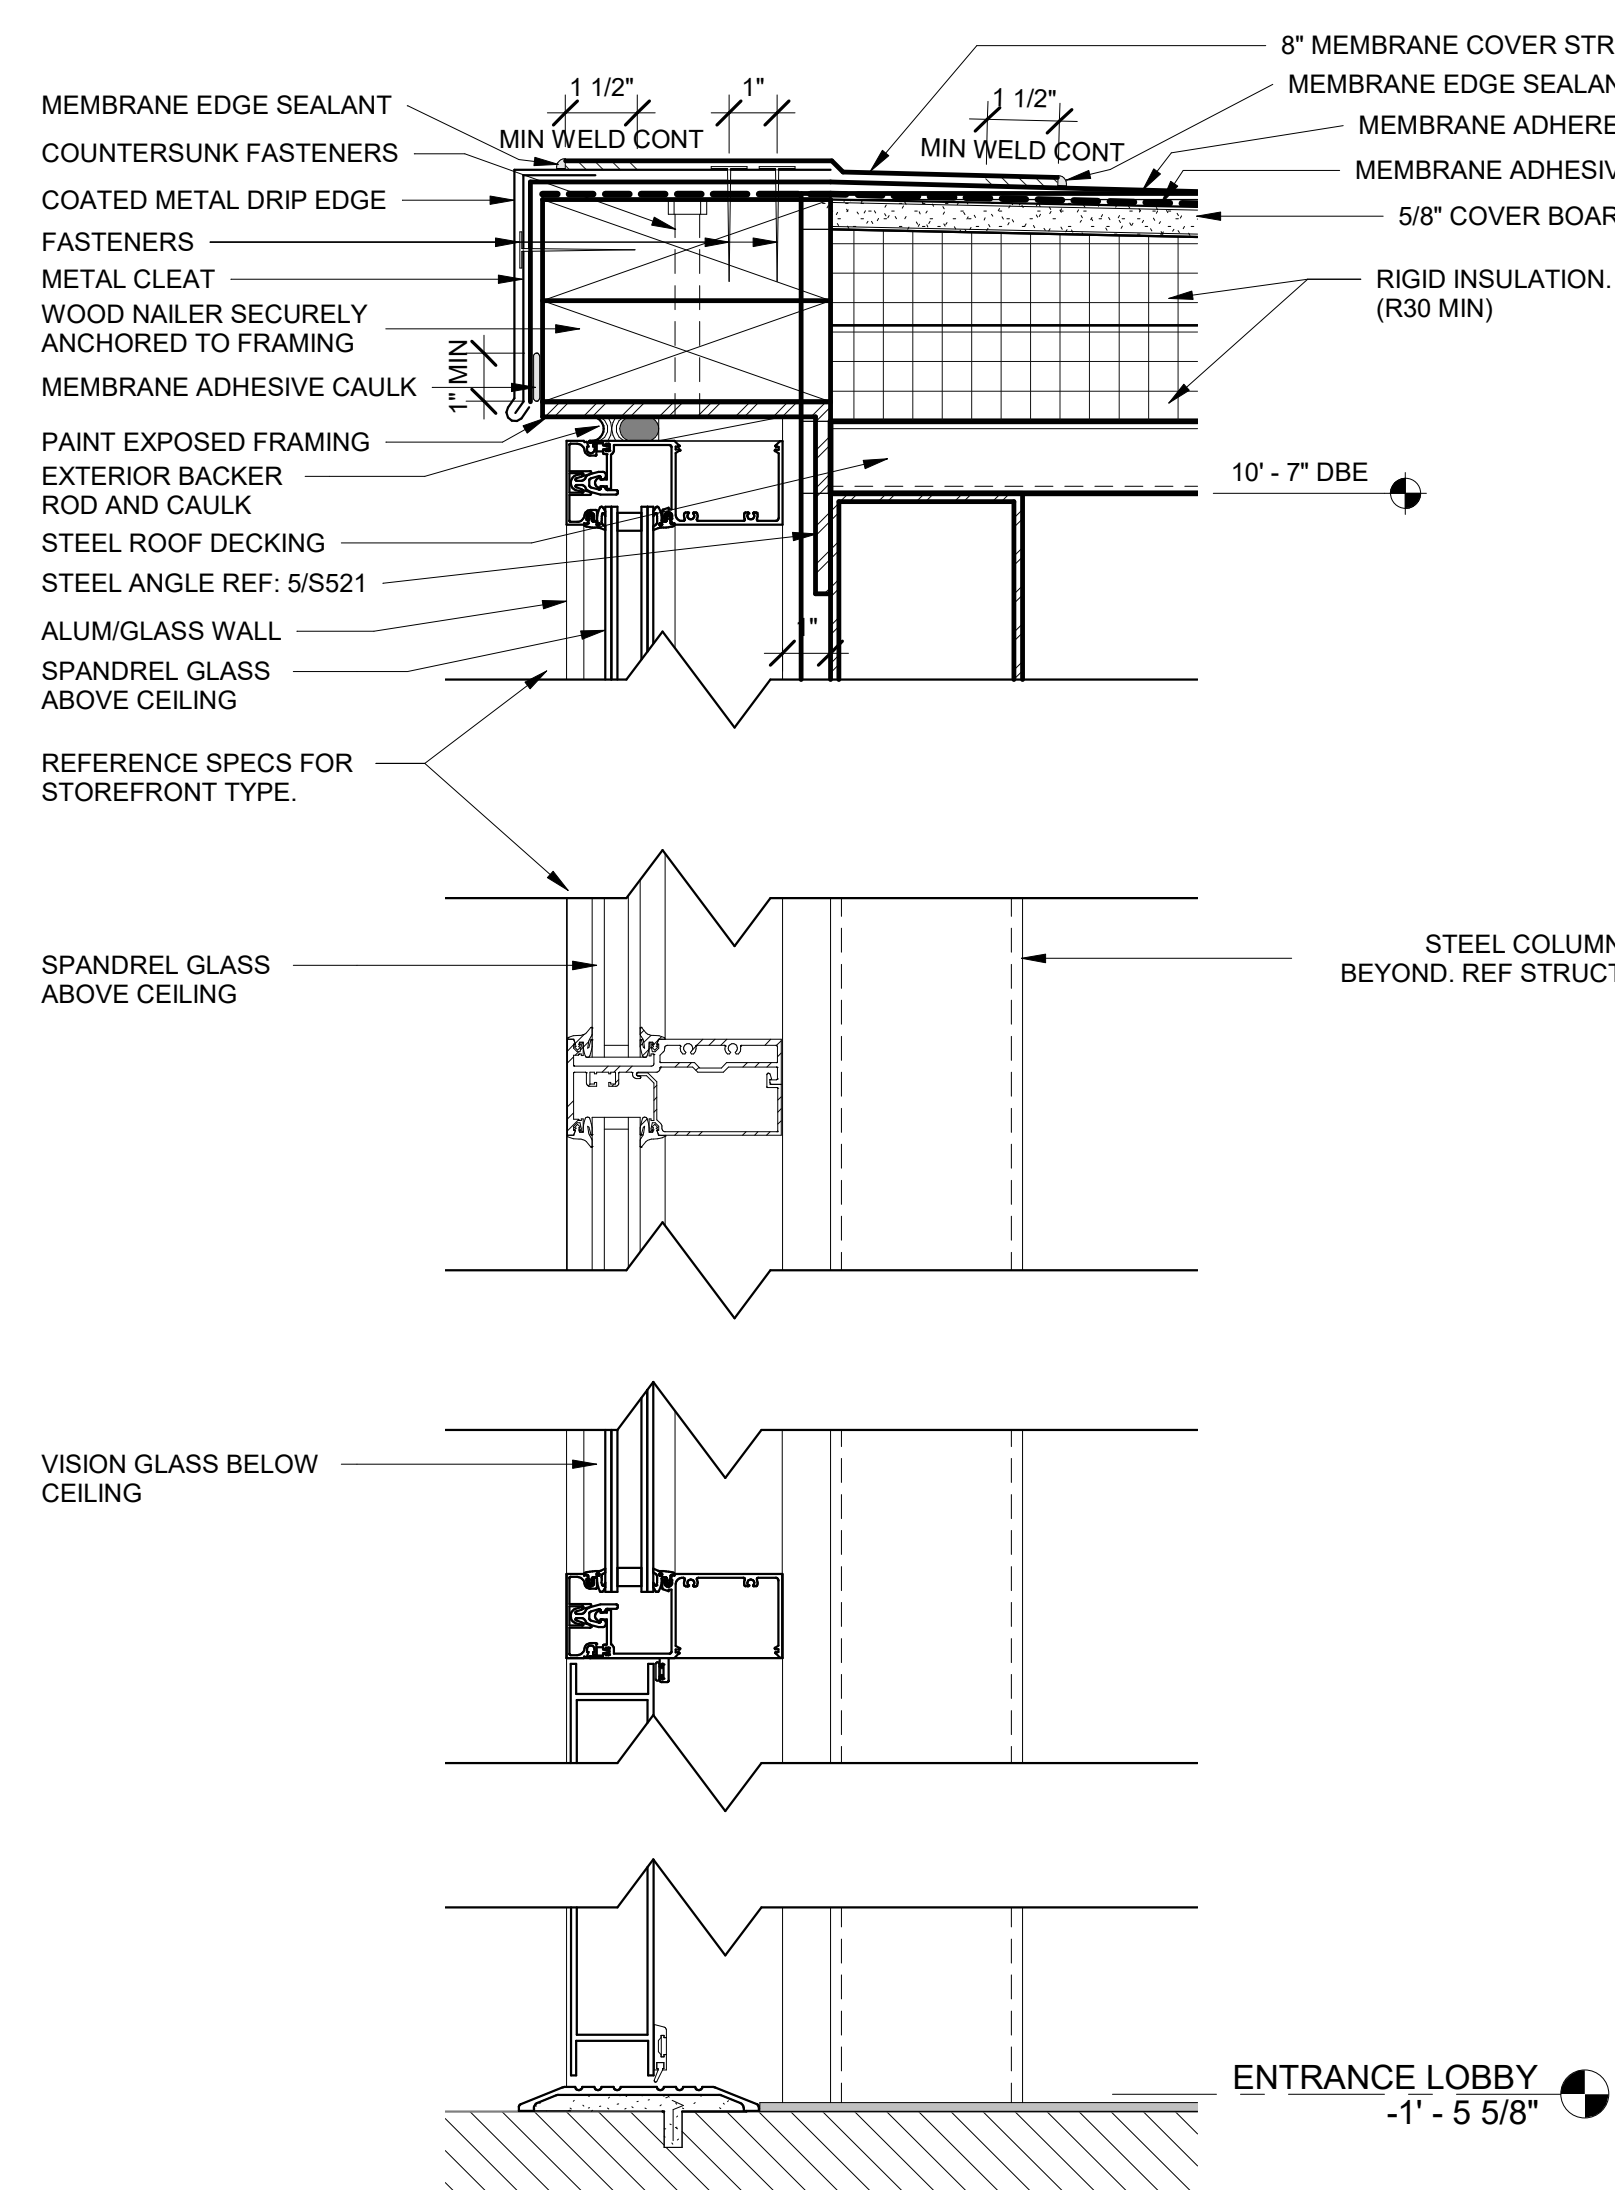 8" MEMBRANE COVER STR
MEMBRANE EDGE SEALAN
MEMBRANE ADHERE
MEMBRANE ADHESIV
5/8" COVER BOAR
RIGID INSULATION.
(R30 MIN)
1 1/2"
MIN WELD CONT
1"
1 1/2"
MIN WELD CONT
MEMBRANE EDGE SEALANT
COUNTERSUNK FASTENERS
COATED METAL DRIP EDGE
FASTENERS
METAL CLEAT
WOOD NAILER SECURELY
ANCHORED TO FRAMING
1" MIN
MEMBRANE ADHESIVE CAULK
PAINT EXPOSED FRAMING
EXTERIOR BACKER
ROD AND CAULK
10' - 7" DBE
STEEL ROOF DECKING
STEEL ANGLE REF: 5/S521
ALUM/GLASS WALL
1"
SPANDREL GLASS
ABOVE CEILING
REFERENCE SPECS FOR
STOREFRONT TYPE.
SPANDREL GLASS
ABOVE CEILING
STEEL COLUMN
BEYOND. REF STRUCT
VISION GLASS BELOW
CEILING
ENTRANCE LOBBY
-1' - 5 5/8"